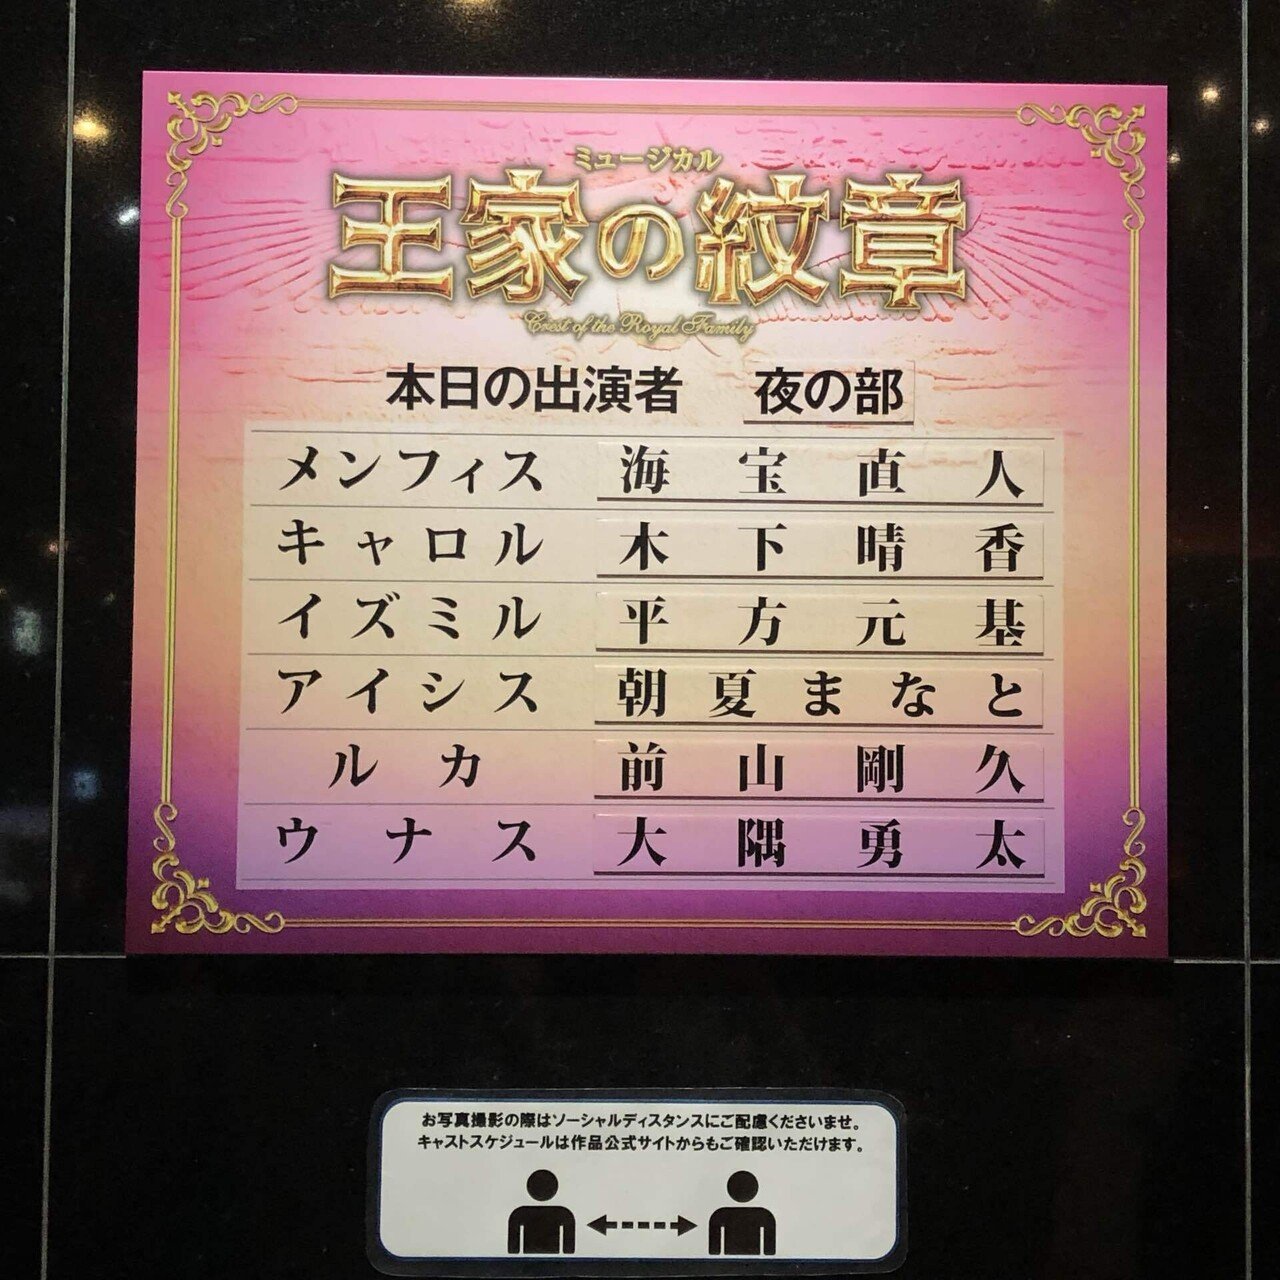 ミュージカル
王家の紋章
Crest of the Royal Family
本日の出演者 夜の部
メンフィス 海宝直人
キャロル 木下晴香
イズミル 平方元基
アイシス 朝夏まなと
ルカ 前山剛久
ウナス 大隅勇太
お写真撮影の際はソーシャルディスタンスにご配慮くださいませ。
キャストスケジュールは作品公式サイトからもご確認いただけます。